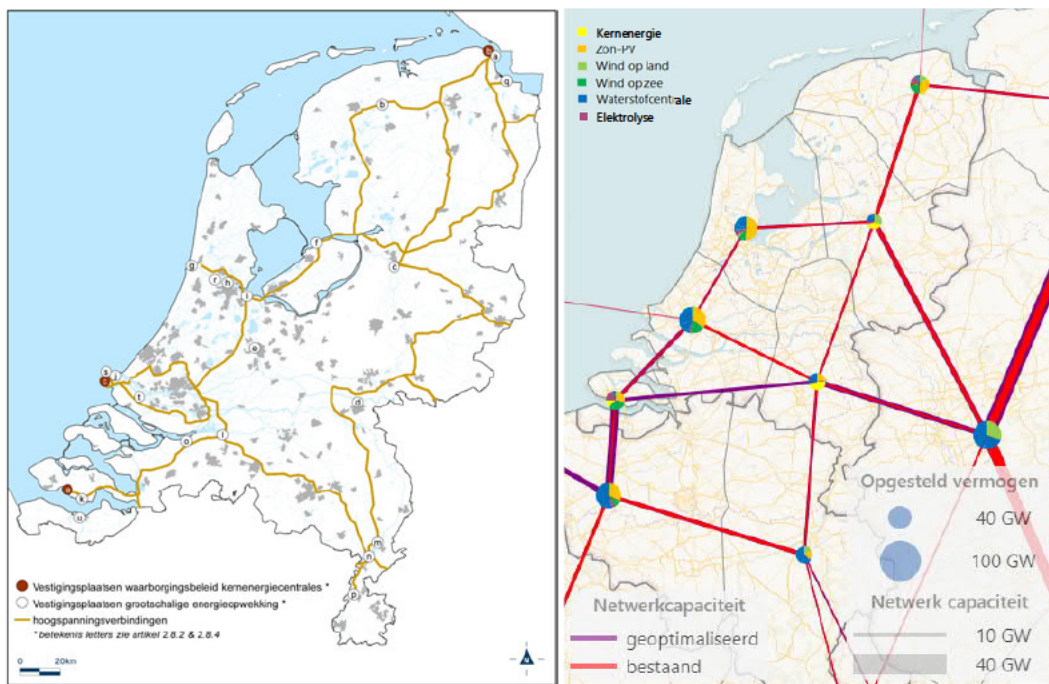 b
a
q
b
f
c
g
r
h
i
e
s
j
c
t
d
o
l
a
k
u
m
n
p
Vestigingsplaatsen waarborgingsbeleid kernenergiecentrales *
Vestigingsplaatsen grootschalige energieopwekking *
hoogspanningsverbindingen
* betekenis letters zie artikel 2.8.2 & 2.8.4
0 20km
N
Kernenergie
Zon-PV
Wind op land
Wind op zee
Waterstofcentrale
Elektrolyse
Opgesteld vermogen
40 GW
100 GW
Netwerkcapaciteit
geoptimaliseerd
bestaand
Netwerk capaciteit
10 GW
40 GW